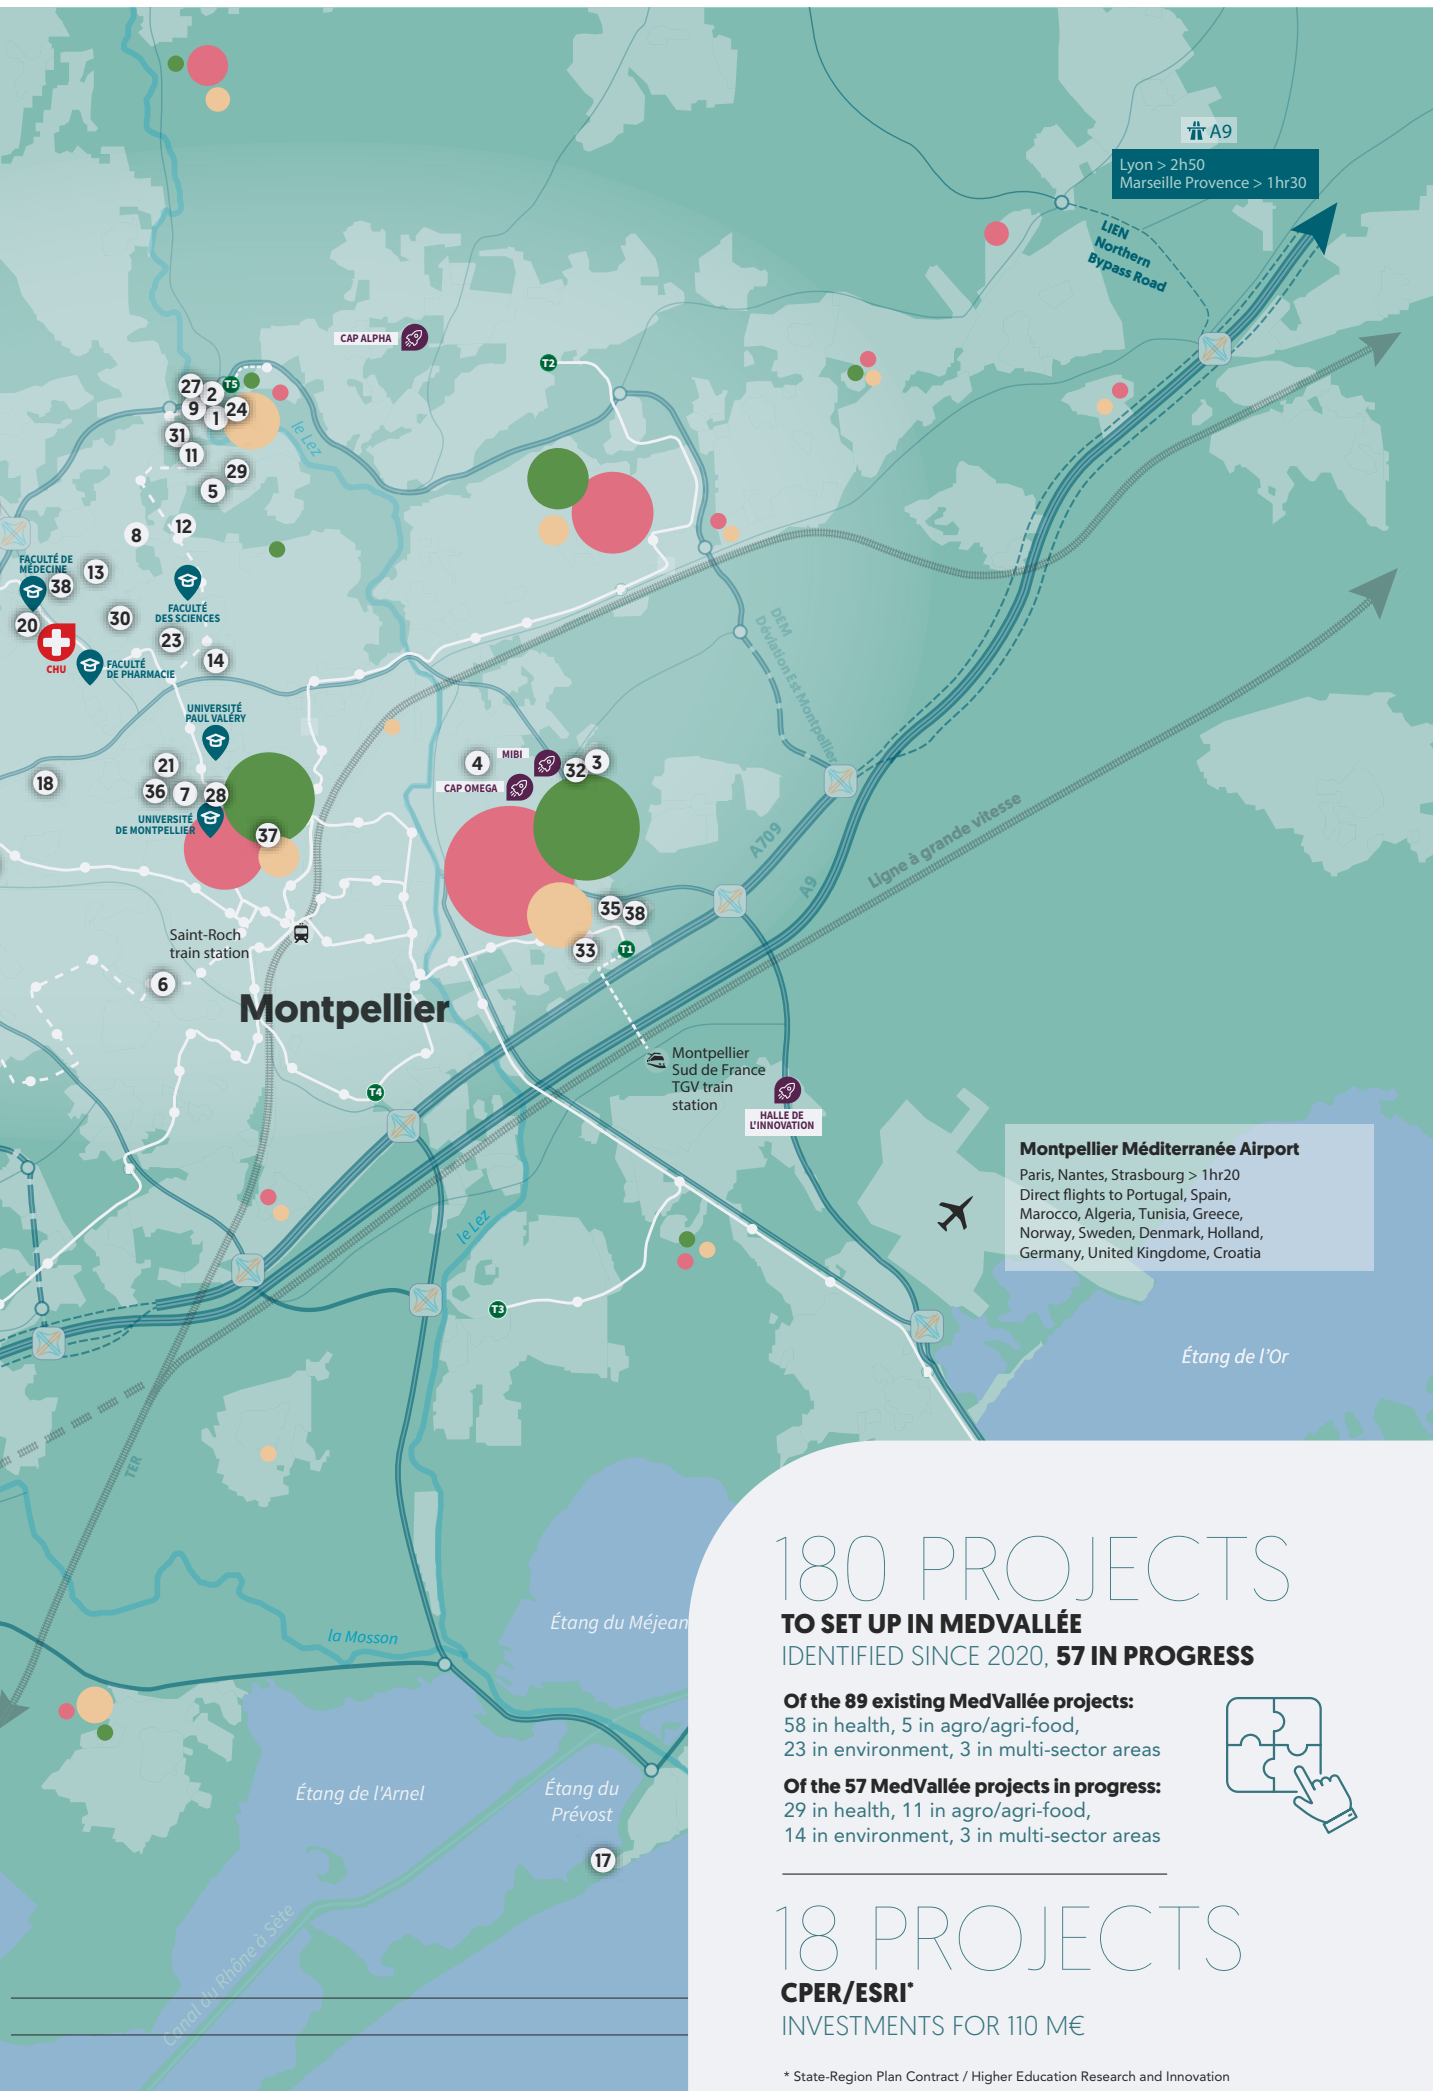 A9
Lyon > 2h50
Marseille Provence > 1hr30
LIEN
Northern
Bypass Road
CAP ALPHA
T2
27
2
T5
9
1
24
31
11
le Lez
29
5
8
12
FACULTÉ DE
MÉDECINE
38
13
FACULTÉ
DES SCIENCES
20
30
23
CHU
FACULTÉ
DE PHARMACIE
14
DEM
Déviation Est Montpellier
UNIVERSITÉ
PAUL VALÉRY
18
21
36
7
28
UNIVERSITÉ
DE MONTPELLIER
37
4
MIBI
32
3
CAP OMEGA
A709
A9
Ligne à grande vitesse
35
38
33
T1
Saint-Roch
train station
6
Montpellier
Montpellier
Sud de France
TGV train
station
T4
HALLE DE
L'INNOVATION
Montpellier Méditerranée Airport
Paris, Nantes, Strasbourg > 1hr20
Direct flights to Portugal, Spain,
Marocco, Algeria, Tunisia, Greece,
Norway, Sweden, Denmark, Holland,
Germany, United Kingdome, Croatia
le Lez
T3
Étang de l'Or
TER
la Mosson
Étang du Méjean
Étang de l'Arnel
Étang du
Prévost
17
Canal du Rhône à Sète
180 PROJECTS
TO SET UP IN MEDVALLÉE
IDENTIFIED SINCE 2020, 57 IN PROGRESS
Of the 89 existing MedVallée projects:
58 in health, 5 in agro/agri-food,
23 in environment, 3 in multi-sector areas
Of the 57 MedVallée projects in progress:
29 in health, 11 in agro/agri-food,
14 in environment, 3 in multi-sector areas
18 PROJECTS
CPER/ESRI*
INVESTMENTS FOR 110 M€
* State-Region Plan Contract / Higher Education Research and Innovation